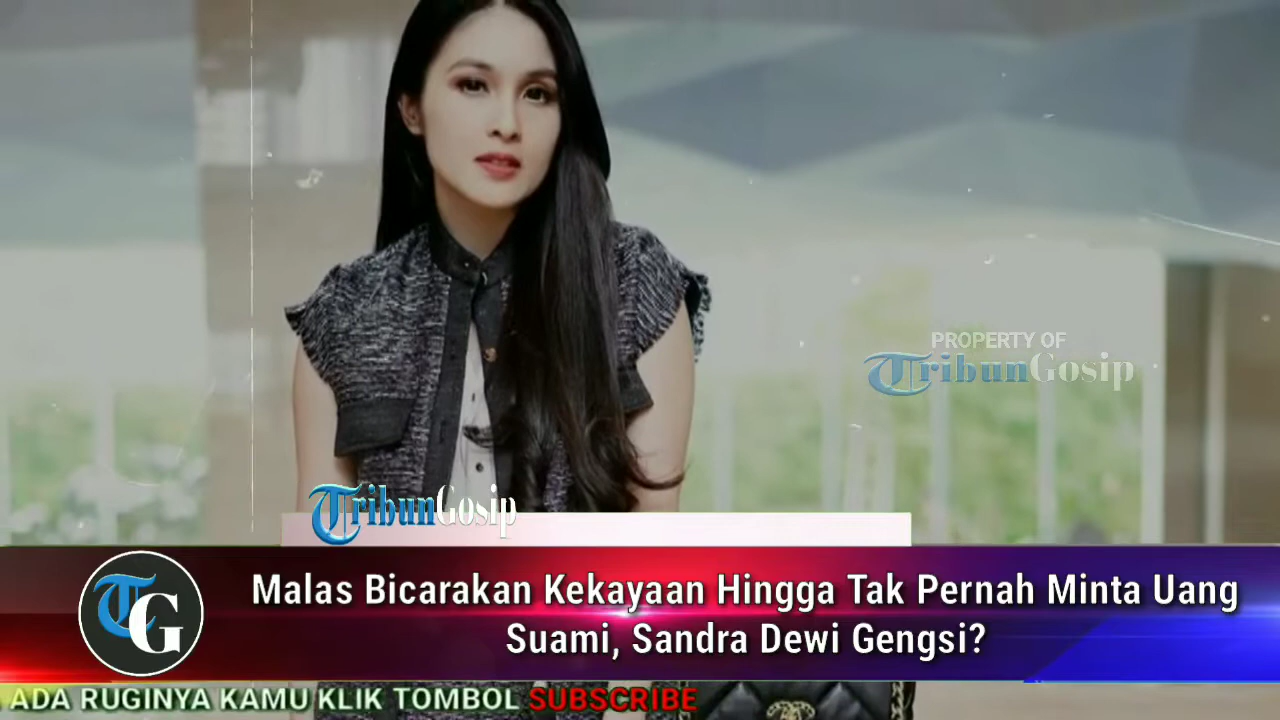 PROPERTY OF
TribunGosip
TribunGosip
TG
Malas Bicarakan Kekayaan Hingga Tak Pernah Minta Uang
Suami, Sandra Dewi Gengsi?
ADA RUGINYA KAMU KLIK TOMBOL SUBSCRIBE